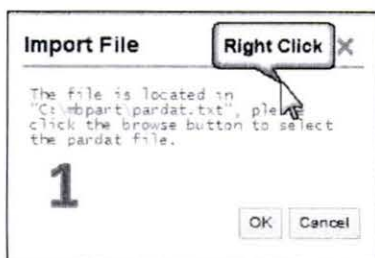 Import File
Right Click
The file is located in
"C:\mbpart\pardat.txt", please
click the browse button to select
the pardat file.
1
OK Cancel